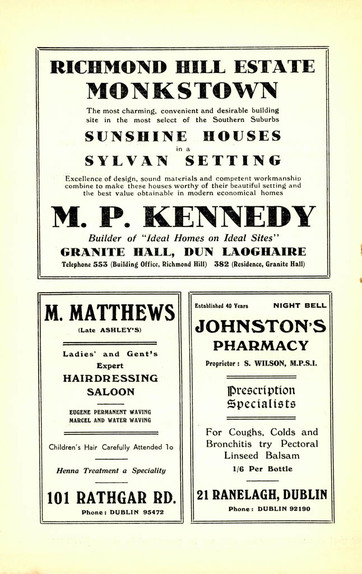 RICHMOND HILL ESTATE
MONKSTOWN
The most charming, convenient and desirable building
site in the most select of the Southern Suburbs
SUNSHINE HOUSES
in a
SYLVAN SETTING
Excellence of design, sound materials and competent workmanship
combine to make these houses worthy of their beautiful setting and
the best value obtainable in modern economical homes
M. P. KENNEDY
Builder of "Ideal Homes on Ideal Sites"
GRANITE HALL, DUN LAOGHAIRE
Telephone 553 (Building Office, Richmond Hill) 382 (Residence, Granite Hall)
M. MATTHEWS
(Late ASHLEY'S)
Ladies' and Gent's
Expert
HAIRDRESSING
SALOON
EUGENE PERMANENT WAVING
MARCEL AND WATER WAVING
Children's Hair Carefully Attended To
Henna Treatment a Speciality
101 RATHGAR RD.
Phone: DUBLIN 95472
Established 40 Years NIGHT BELL
JOHNSTON'S
PHARMACY
Proprietor: S. WILSON, M.P.S.I.
Prescription
Specialists
For Coughs, Colds and
Bronchitis try Pectoral
Linseed Balsam
1/6 Per Bottle
21 RANELAGH, DUBLIN
Phone: DUBLIN 92190